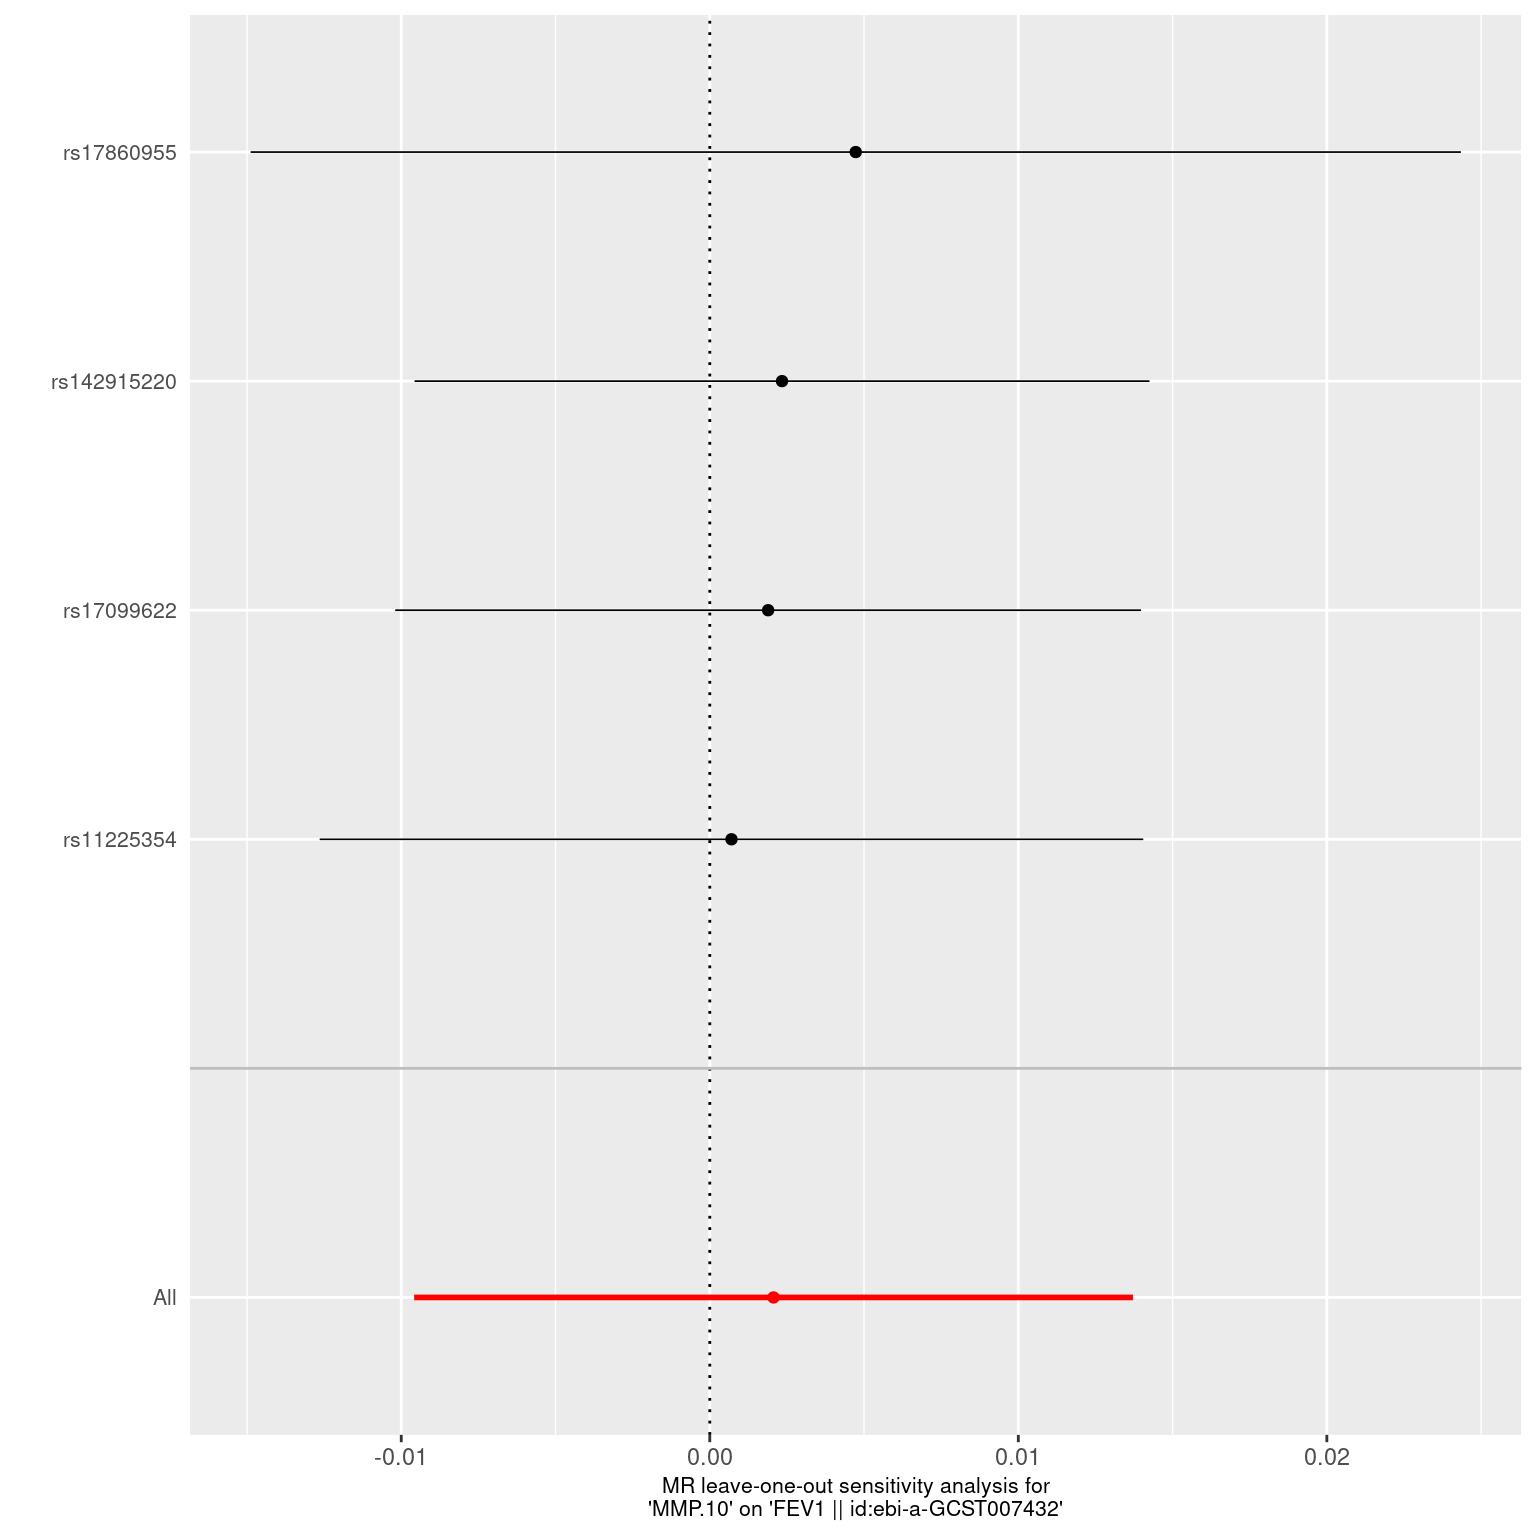 rs17860955
rs142915220
rs17099622
rs11225354
All
-0.01 0.00 0.01 0.02
MR leave-one-out sensitivity analysis for
'MMP.10' on 'FEV1 || id:ebi-a-GCST007432'